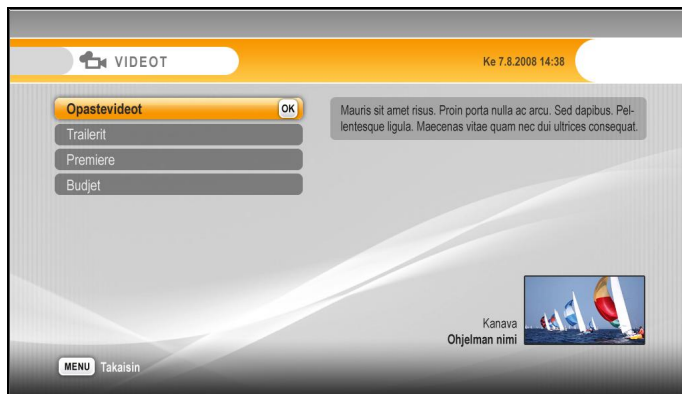 VIDEOT
Ke 7.8.2008 14:38
Opastevideot OK
Trailerit
Premiere
Budjet
Mauris sit amet risus. Proin porta nulla ac arcu. Sed dapibus. Pel-
lentesque ligula. Maecenas vitae quam nec dui ultrices consequat.
Kanava
Ohjelman nimi
MENU Takaisin